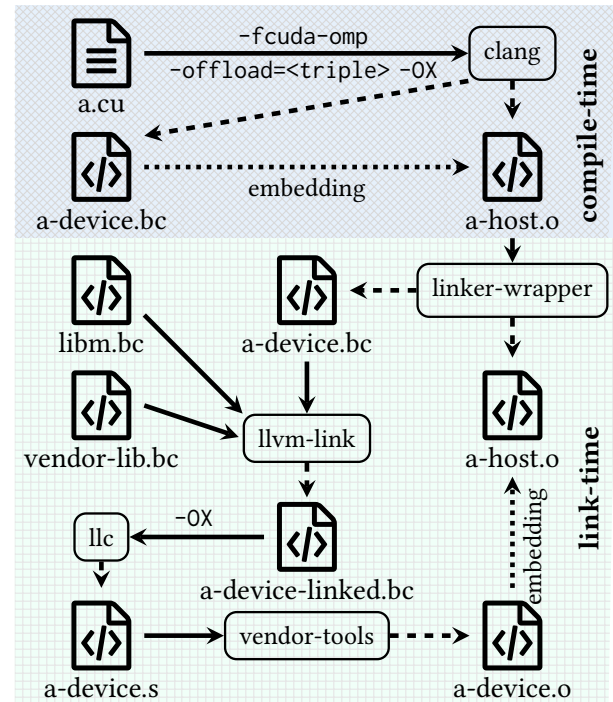 -fcuda-omp
clang
-offload=<triple> -OX
a.cu
compile-time
embedding
a-device.bc
a-host.o
linker-wrapper
libm.bc
a-device.bc
vendor-lib.bc
llvm-link
a-host.o
link-time
-OX
llc
embedding
a-device-linked.bc
vendor-tools
a-device.s
a-device.o